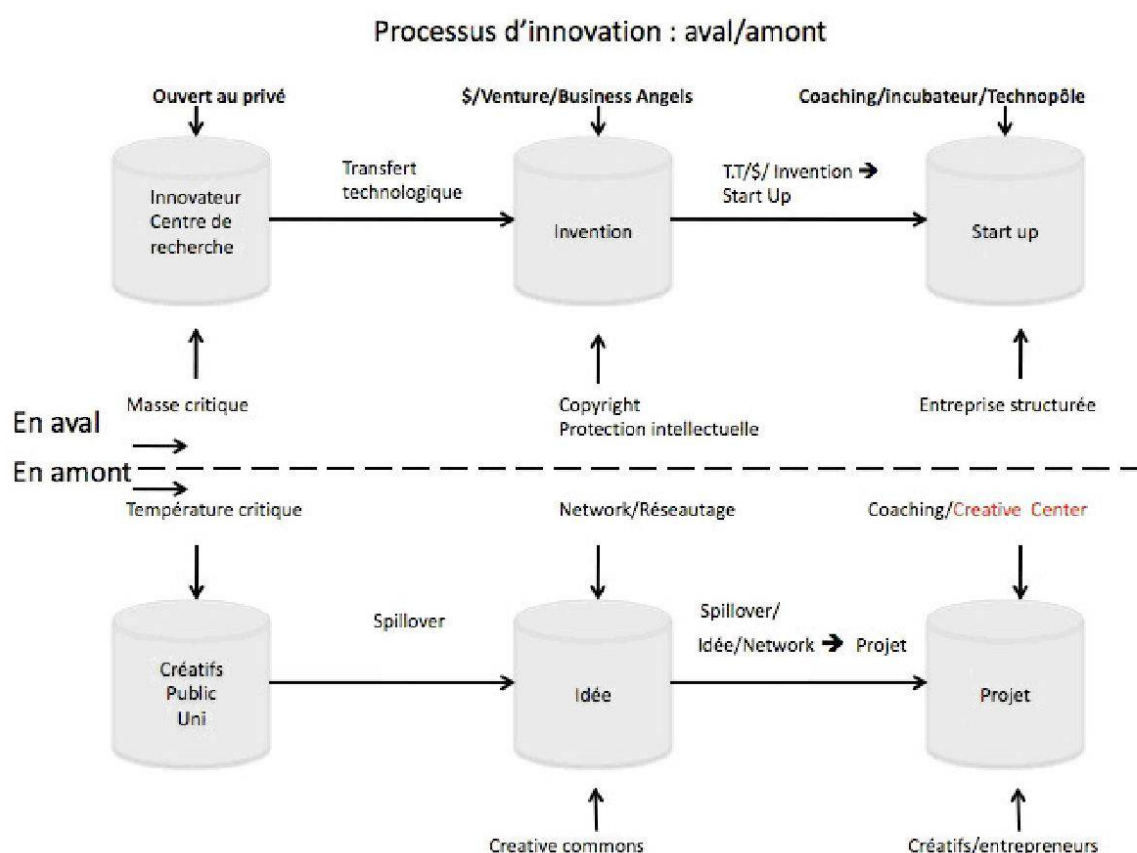 Processus d'innovation : aval/amont
Ouvert au privé
$/Venture/Business Angels
Coaching/incubateur/Technopôle
Innovateur
Centre de
recherche
Transfert
technologique
Invention
T.T/$/ Invention ➔
Start Up
Start up
Masse critique
Copyright
Protection intellectuelle
Entreprise structurée
En aval
En amont
Température critique
Network/Réseautage
Coaching/Creative Center
Créatifs
Public
Uni
Spillover
Idée
Spillover/
Idée/Network ➔ Projet
Projet
Creative commons
Créatifs/entrepreneurs